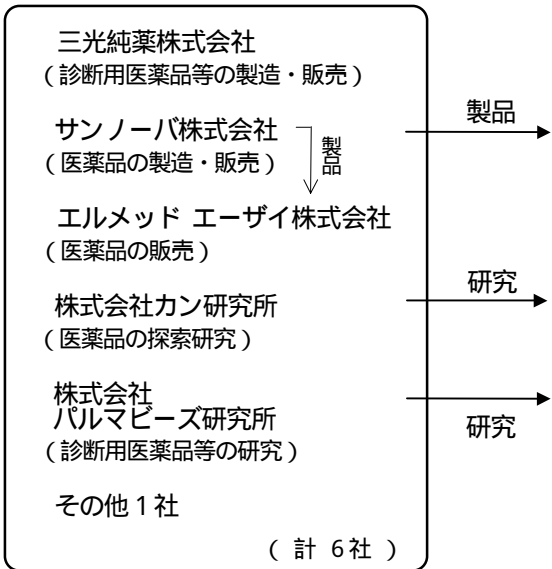 三光純薬株式会社
(診断用医薬品等の製造・販売)
サンノーバ株式会社
(医薬品の製造・販売)
製品
製品
エルメッド エーザイ株式会社
(医薬品の販売)
株式会社カン研究所
(医薬品の探索研究)
研究
株式会社
パルマビーズ研究所
(診断用医薬品等の研究)
研究
その他1社
(計 6社)